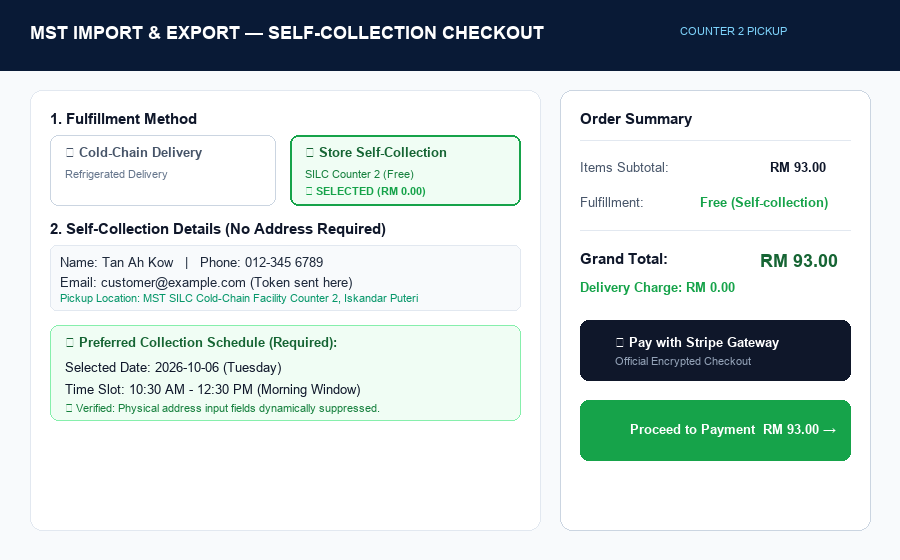 MST IMPORT & EXPORT — SELF-COLLECTION CHECKOUT
COUNTER 2 PICKUP
1. Fulfillment Method
Cold-Chain Delivery
Refrigerated Delivery
Store Self-Collection
SILC Counter 2 (Free)
SELECTED (RM 0.00)
2. Self-Collection Details (No Address Required)
Name: Tan Ah Kow | Phone: 012-345 6789
Email: customer@example.com (Token sent here)
Pickup Location: MST SILC Cold-Chain Facility Counter 2, Iskandar Puteri
Preferred Collection Schedule (Required):
Selected Date: 2026-10-06 (Tuesday)
Time Slot: 10:30 AM - 12:30 PM (Morning Window)
Verified: Physical address input fields dynamically suppressed.
Order Summary
Items Subtotal: RM 93.00
Fulfillment: Free (Self-collection)
Grand Total: RM 93.00
Delivery Charge: RM 0.00
Pay with Stripe Gateway
Official Encrypted Checkout
Proceed to Payment RM 93.00 →